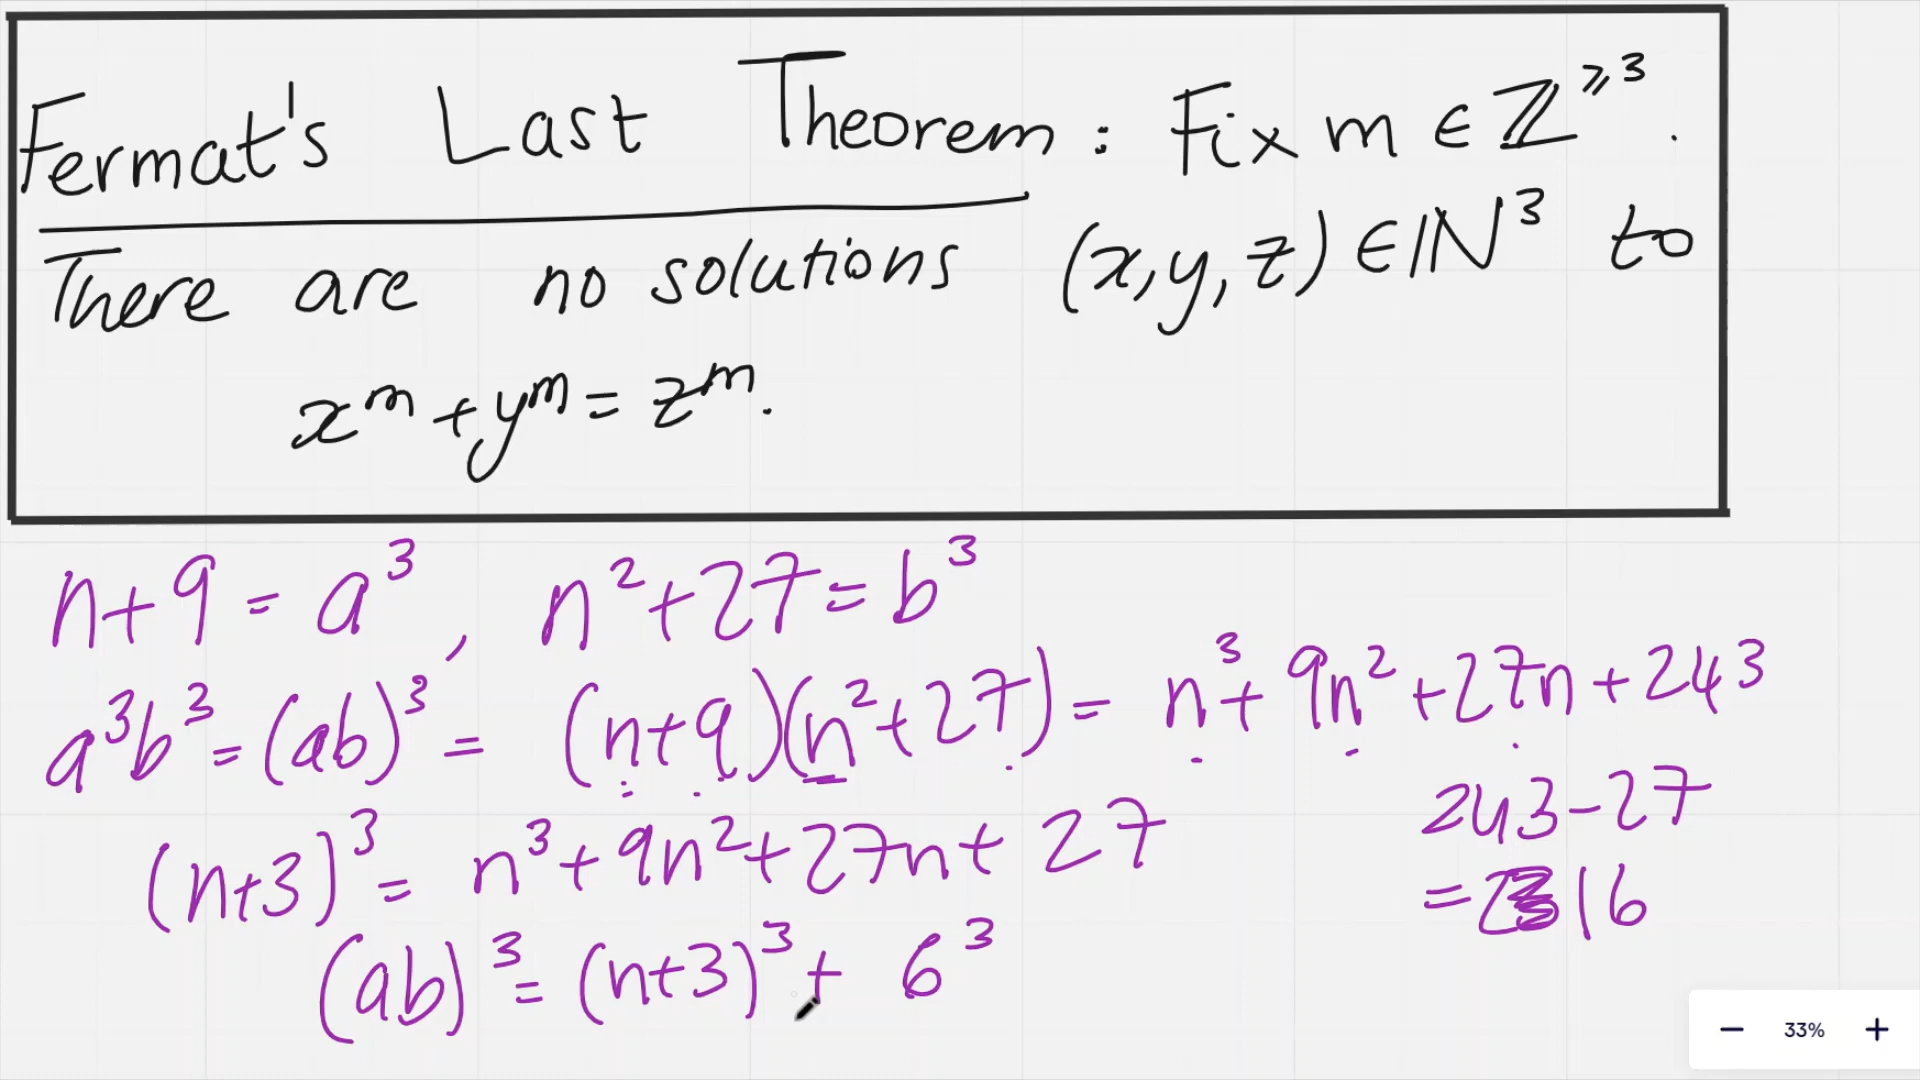 Fermat's Last Theorem : Fix m ∈ ℤ^{⩾3}.
There are no solutions (x,y,z) ∈ ℕ³ to
x^m + y^m = z^m.
n+9 = a³, n²+27 = b³
a³b³ = (ab)³ = (n+9)(n²+27) = n³+9n²+27n+243
243-27
(n+3)³ = n³+9n²+27n+27
=216
(ab)³ = (n+3)³ + 6³
33%